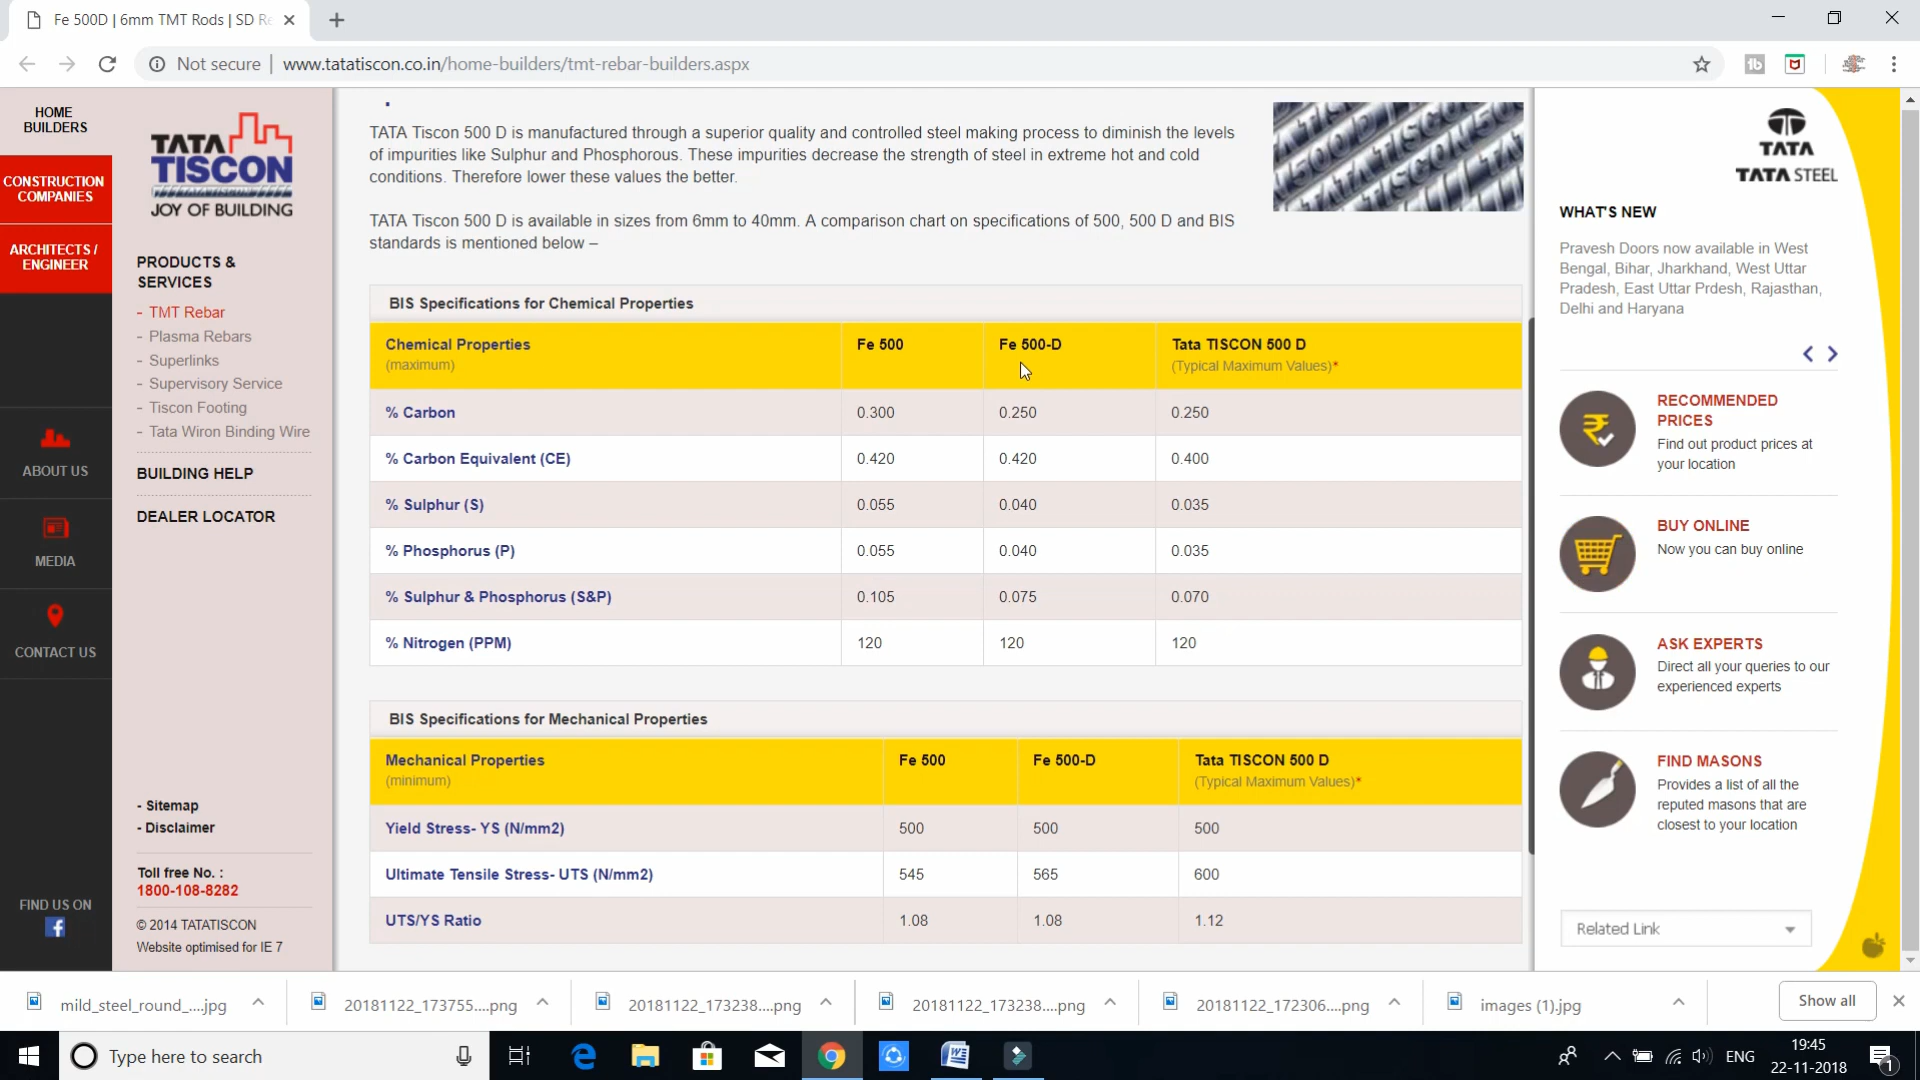 Fe 500D | 6mm TMT Rods | SD Re
Not secure | www.tatatiscon.co.in/home-builders/tmt-rebar-builders.aspx
HOME
BUILDERS
CONSTRUCTION
COMPANIES
ARCHITECTS /
ENGINEER
ABOUT US
MEDIA
CONTACT US
FIND US ON
TATA
TISCON
JOY OF BUILDING
PRODUCTS &
SERVICES
- TMT Rebar
- Plasma Rebars
- Superlinks
- Supervisory Service
- Tiscon Footing
- Tata Wiron Binding Wire
BUILDING HELP
DEALER LOCATOR
- Sitemap
- Disclaimer
Toll free No. :
1800-108-8282
© 2014 TATATISCON
Website optimised for IE 7
TATA Tiscon 500 D is manufactured through a superior quality and controlled steel making process to diminish the levels
of impurities like Sulphur and Phosphorous. These impurities decrease the strength of steel in extreme hot and cold
conditions. Therefore lower these values the better.
TATA Tiscon 500 D is available in sizes from 6mm to 40mm. A comparison chart on specifications of 500, 500 D and BIS
standards is mentioned below –
BIS Specifications for Chemical Properties
Chemical Properties Fe 500 Fe 500-D Tata TISCON 500 D
(maximum) (Typical Maximum Values)*
% Carbon 0.300 0.250 0.250
% Carbon Equivalent (CE) 0.420 0.420 0.400
% Sulphur (S) 0.055 0.040 0.035
% Phosphorus (P) 0.055 0.040 0.035
% Sulphur & Phosphorus (S&P) 0.105 0.075 0.070
% Nitrogen (PPM) 120 120 120
BIS Specifications for Mechanical Properties
Mechanical Properties Fe 500 Fe 500-D Tata TISCON 500 D
(minimum) (Typical Maximum Values)*
Yield Stress- YS (N/mm2) 500 500 500
Ultimate Tensile Stress- UTS (N/mm2) 545 565 600
UTS/YS Ratio 1.08 1.08 1.12
TATA
TATA STEEL
WHAT'S NEW
Pravesh Doors now available in West
Bengal, Bihar, Jharkhand, West Uttar
Pradesh, East Uttar Prdesh, Rajasthan,
Delhi and Haryana
RECOMMENDED
PRICES
Find out product prices at
your location
BUY ONLINE
Now you can buy online
ASK EXPERTS
Direct all your queries to our
experienced experts
FIND MASONS
Provides a list of all the
reputed masons that are
closest to your location
Related Link
mild_steel_round_....jpg
20181122_173755....png
20181122_173238....png
20181122_173238....png
20181122_172306....png
images (1).jpg
Show all
Type here to search
ENG
19:45
22-11-2018
1